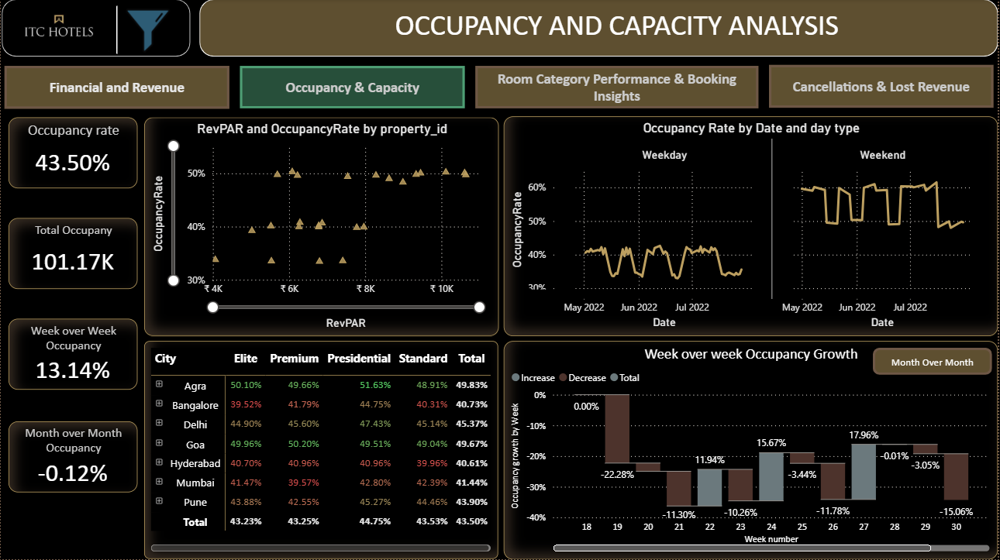 ITC HOTELS
OCCUPANCY AND CAPACITY ANALYSIS
Financial and Revenue
Occupancy & Capacity
Room Category Performance & Booking
Insights
Cancellations & Lost Revenue
Occupancy rate
43.50%
Total Occupany
101.17K
Week over Week
Occupancy
13.14%
Month over Month
Occupancy
-0.12%
RevPAR and OccupancyRate by property_id
OccupancyRate
50%
40%
30%
₹ 4K ₹ 6K ₹ 8K ₹ 10K
RevPAR
Occupancy Rate by Date and day type
Weekday Weekend
OccupancyRate
60%
50%
40%
30%
May 2022 Jun 2022 Jul 2022 May 2022 Jun 2022 Jul 2022
Date Date
City Elite Premium Presidential Standard Total
Agra 50.10% 49.66% 51.63% 48.91% 49.83%
Bangalore 39.52% 41.79% 44.75% 40.31% 40.73%
Delhi 44.90% 45.60% 47.43% 45.14% 45.37%
Goa 49.96% 50.20% 49.51% 49.04% 49.67%
Hyderabad 40.70% 40.96% 40.96% 39.96% 40.61%
Mumbai 41.47% 39.57% 42.80% 42.39% 41.44%
Pune 43.88% 42.55% 45.27% 44.46% 43.90%
Total 43.23% 43.25% 44.75% 43.53% 43.50%
Week over week Occupancy Growth
Month Over Month
Increase Decrease Total
Occupancy growth by Week
0%
-10%
-20%
-30%
-40%
0.00%
-22.28%
-11.30%
11.94%
-10.26%
15.67%
-3.44%
-11.78%
17.96%
-0.01%
-3.05%
-15.06%
18 19 20 21 22 23 24 25 26 27 28 29 30
Week number